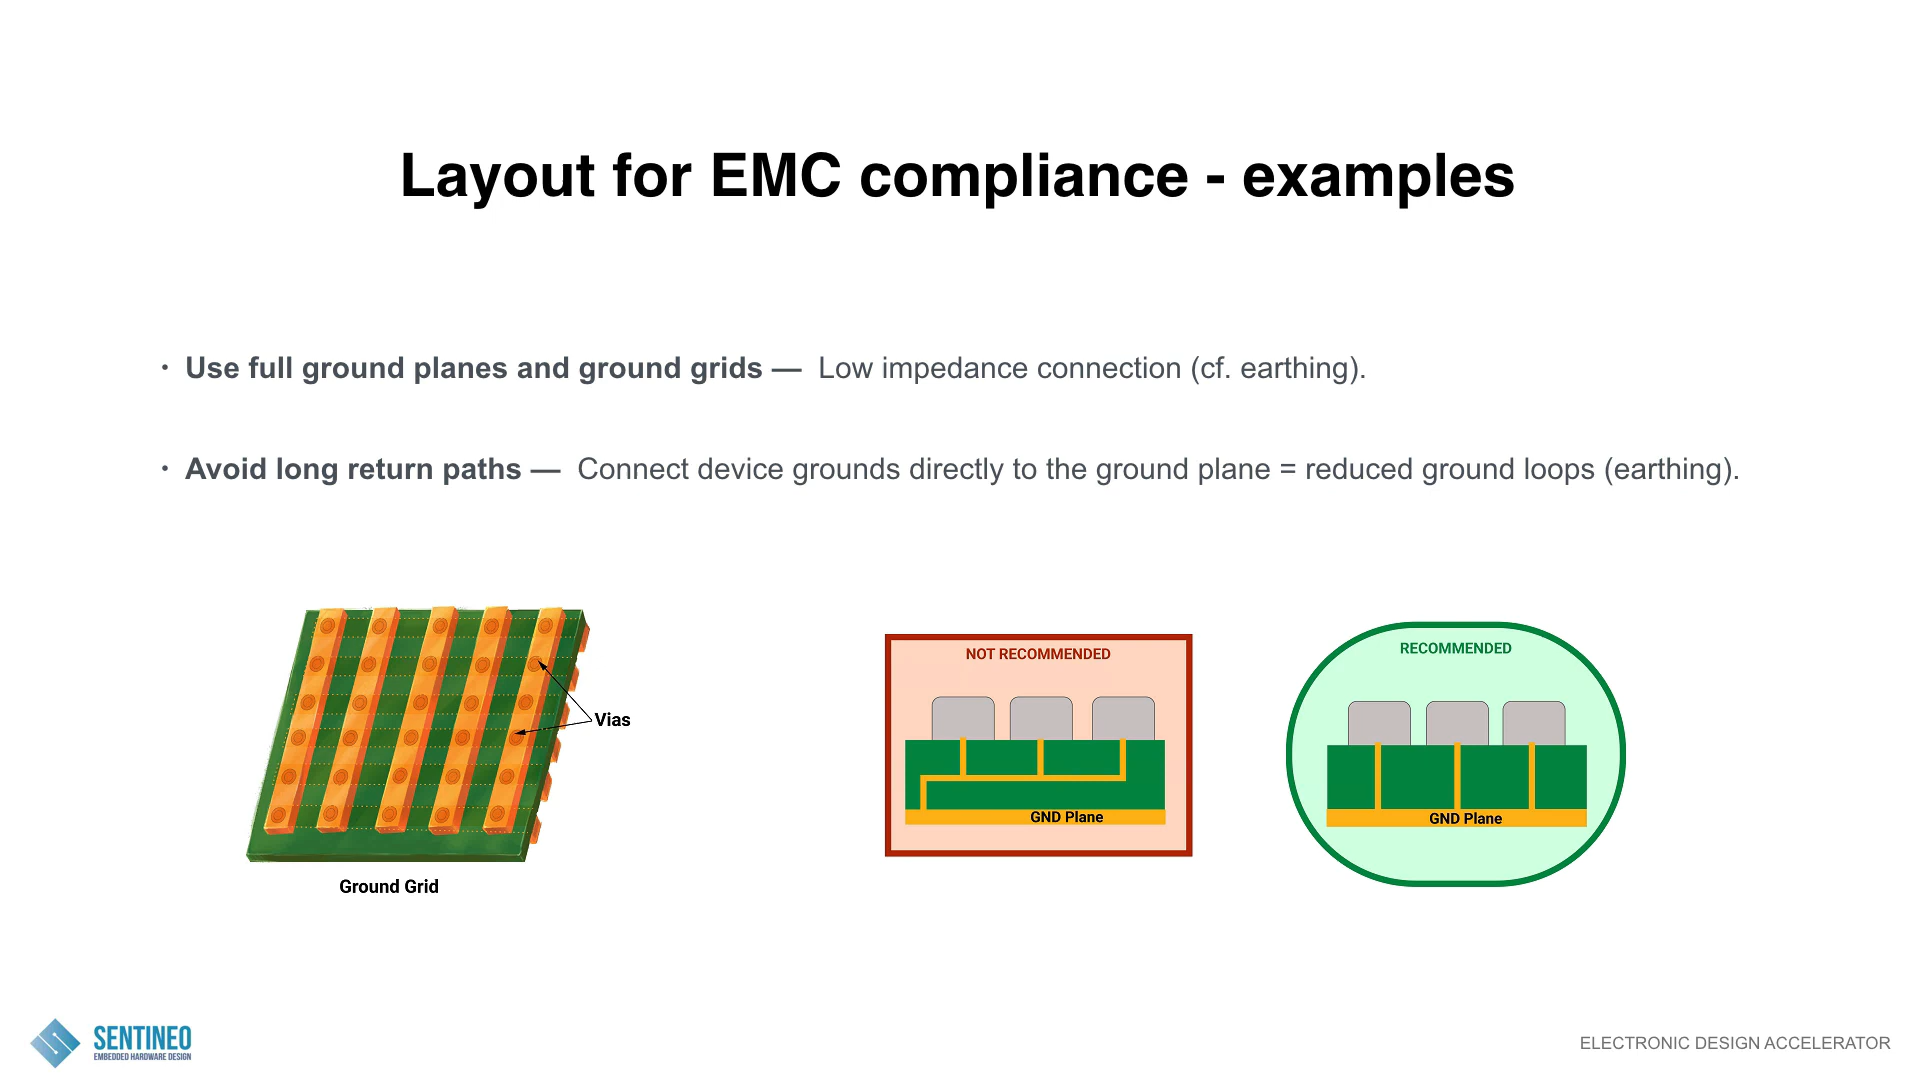 Layout for EMC compliance - examples
· Use full ground planes and ground grids — Low impedance connection (cf. earthing).
· Avoid long return paths — Connect device grounds directly to the ground plane = reduced ground loops (earthing).
Vias
Ground Grid
NOT RECOMMENDED
GND Plane
RECOMMENDED
GND Plane
SENTINEO
EMBEDDED HARDWARE DESIGN
ELECTRONIC DESIGN ACCELERATOR